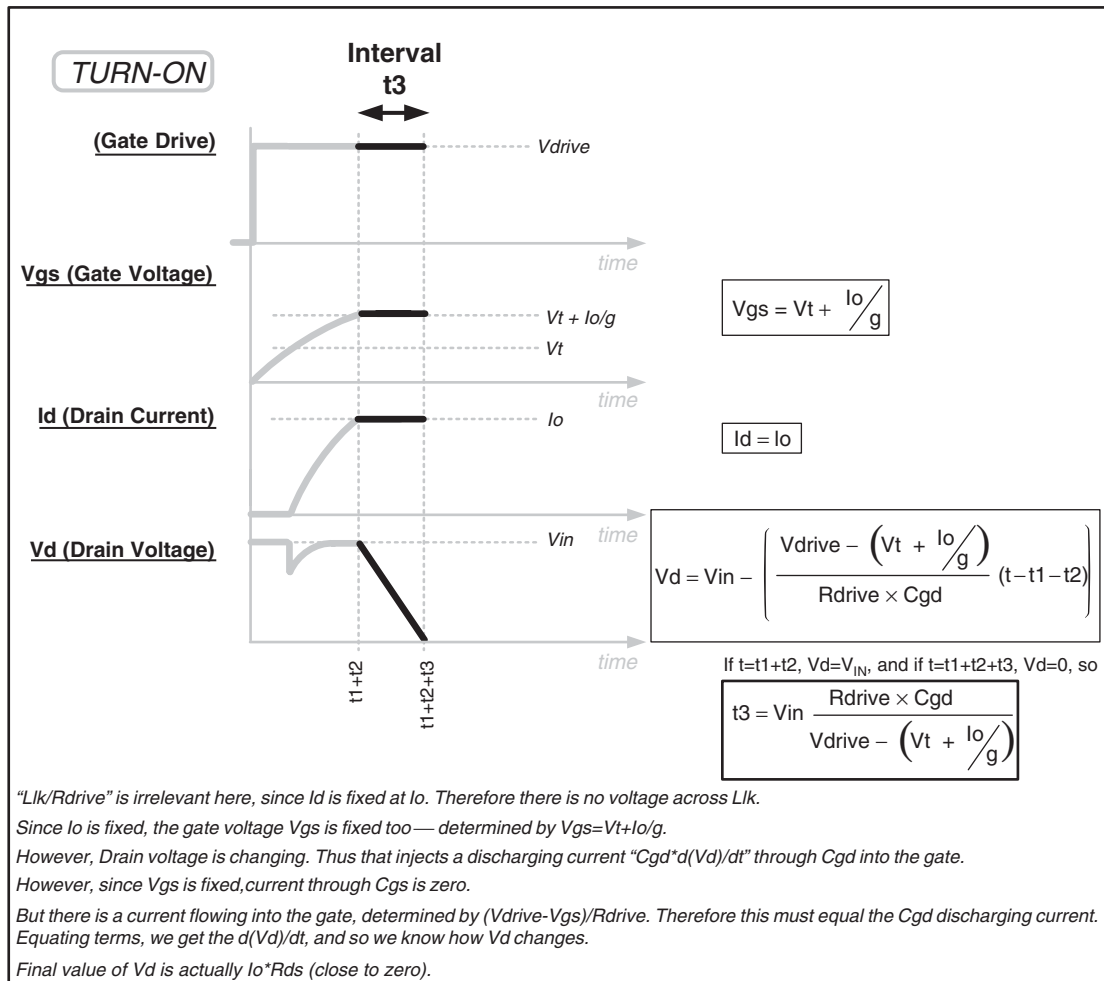 TURN-ON
Interval
t3
(Gate Drive)
Vdrive
time
Vgs (Gate Voltage)
Vt + Io/g
Vt
time
Vgs = Vt + Io/g
Id (Drain Current)
Io
time
Id = Io
Vd (Drain Voltage)
Vin
time
t1+t2
t1+t2+t3
Vd = Vin − ( Vdrive − (Vt + Io/g) / Rdrive × Cgd (t−t1−t2) )
If t=t1+t2, Vd=V_IN, and if t=t1+t2+t3, Vd=0, so
t3 = Vin Rdrive × Cgd / Vdrive − (Vt + Io/g)
“Llk/Rdrive” is irrelevant here, since Id is fixed at Io. Therefore there is no voltage across Llk.
Since Io is fixed, the gate voltage Vgs is fixed too — determined by Vgs=Vt+Io/g.
However, Drain voltage is changing. Thus that injects a discharging current “Cgd*d(Vd)/dt” through Cgd into the gate.
However, since Vgs is fixed,current through Cgs is zero.
But there is a current flowing into the gate, determined by (Vdrive-Vgs)/Rdrive. Therefore this must equal the Cgd discharging current.
Equating terms, we get the d(Vd)/dt, and so we know how Vd changes.
Final value of Vd is actually Io*Rds (close to zero).